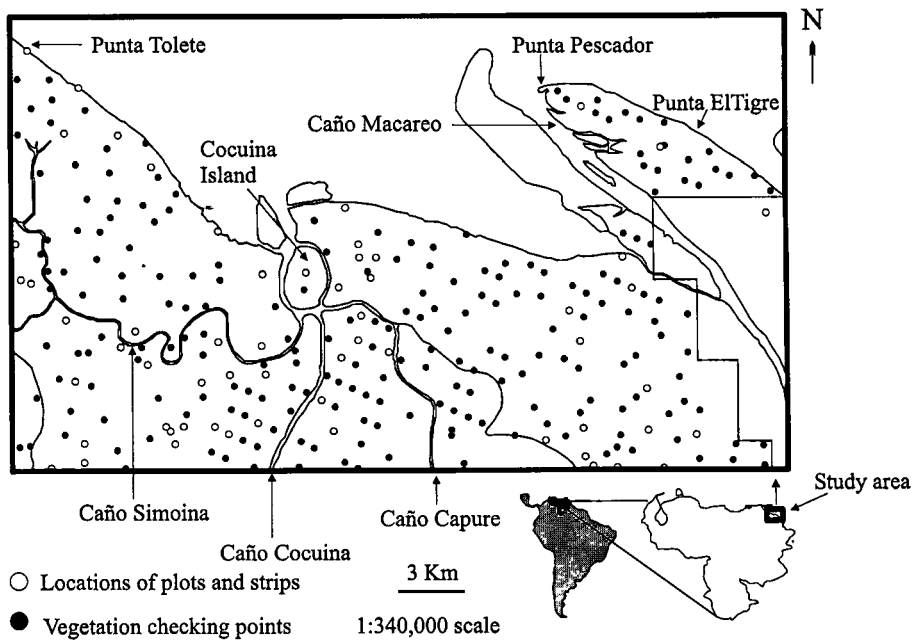 N
Punta Tolete
Punta Pescador
Punta ElTigre
Caño Macareo
Cocuina
Island
Study area
Caño Simoina
Caño Capure
Caño Cocuina
Locations of plots and strips
3 Km
Vegetation checking points
1:340,000 scale